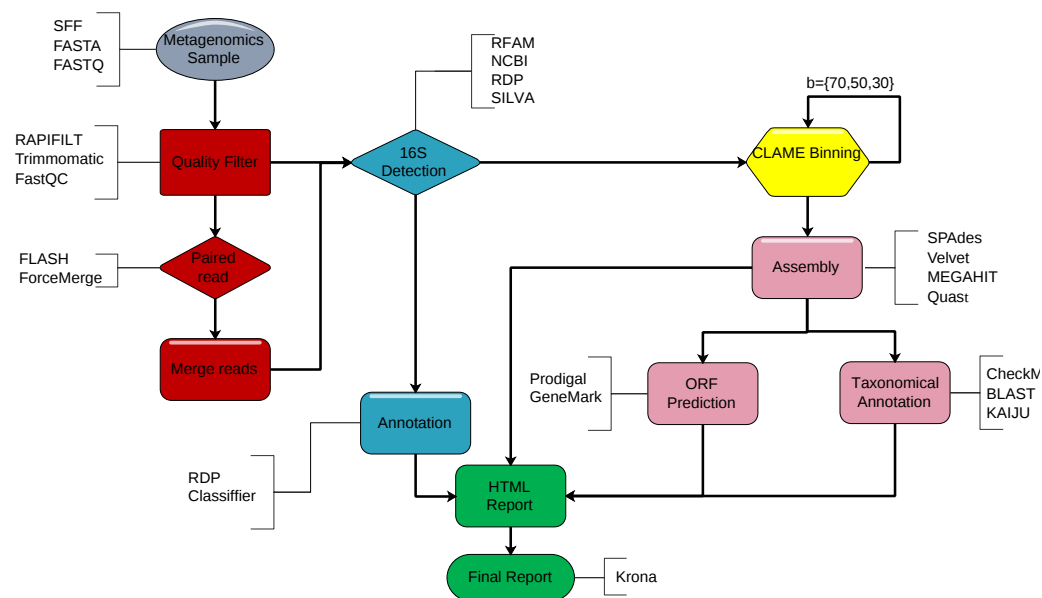 SFF
FASTA
FASTQ
Metagenomics
Sample
RFAM
NCBI
RDP
SILVA
b={70,50,30}
RAPIFILT
Trimmomatic
FastQC
Quality Filter
16S
Detection
CLAME Binning
FLASH
ForceMerge
Paired
read
Assembly
SPAdes
Velvet
MEGAHIT
Quast
Merge reads
Prodigal
GeneMark
ORF
Prediction
Taxonomical
Annotation
CheckM
BLAST
KAIJU
Annotation
RDP
Classiffier
HTML
Report
Final Report
Krona